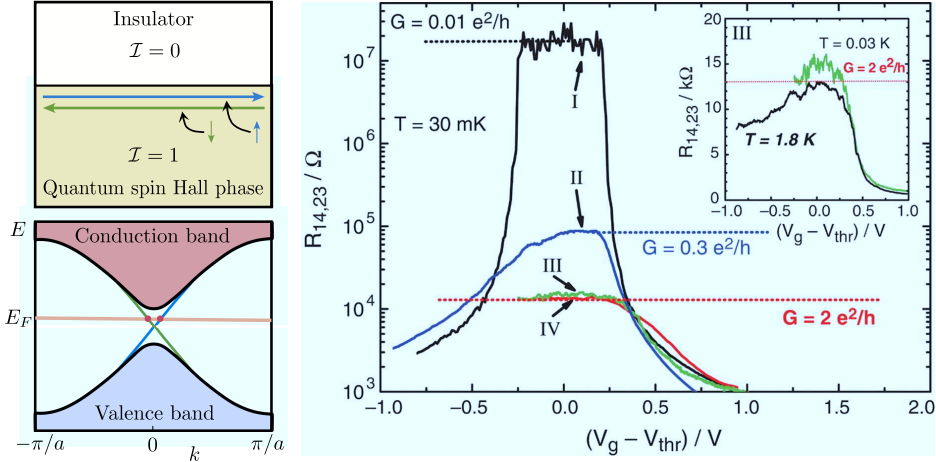 Insulator
ℐ = 0
ℐ = 1
Quantum spin Hall phase
E
Conduction band
E_F
Valence band
−π/a
0
π/a
k
G = 0.01 e²/h
10⁷
I
T = 30 mK
10⁶
R₁₄,₂₃ / Ω
II
10⁵
G = 0.3 e²/h
III
10⁴
IV
G = 2 e²/h
10³
−1.0
−0.5
0.0
0.5
1.0
1.5
2.0
(V_g − V_thr) / V
III
20
T = 0.03 K
G = 2 e²/h
15
10
R₁₄,₂₃ / kΩ
T = 1.8 K
5
0
−1.0
−0.5
0.0
0.5
1.0
(V_g − V_thr) / V